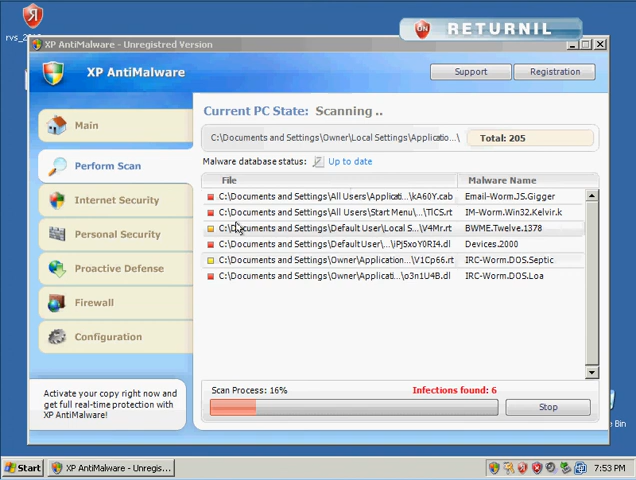 RETURNIL
ON
XP AntiMalware - Unregistred Version
XP AntiMalware
Support
Registration
Main
Perform Scan
Internet Security
Personal Security
Proactive Defense
Firewall
Configuration
Activate your copy right now and
get full real-time protection with
XP AntiMalware!
Current PC State: Scanning ..
C:\Documents and Settings\Owner\Local Settings\Applicatio...\
Total: 205
Malware database status: Up to date
File Malware Name
C:\Documents and Settings\All Users\Applicati...\kA60Y.cab Email-Worm.JS.Gigger
C:\Documents and Settings\All Users\Start Menu\...\TlCS.rt IM-Worm.Win32.Kelvir.k
C:\Documents and Settings\Default User\Local S...\V4Mr.rt BWME.Twelve.1378
C:\Documents and Settings\Default User\...\iPj5xoY0RI4.dl Devices.2000
C:\Documents and Settings\Owner\Application...\V1Cp66.rt IRC-Worm.DOS.Septic
C:\Documents and Settings\Owner\Applicatio...\o3n1U4B.dl IRC-Worm.DOS.Loa
Scan Process: 16%
Infections found: 6
Stop
Bin
Start
XP AntiMalware - Unregis...
7:53 PM